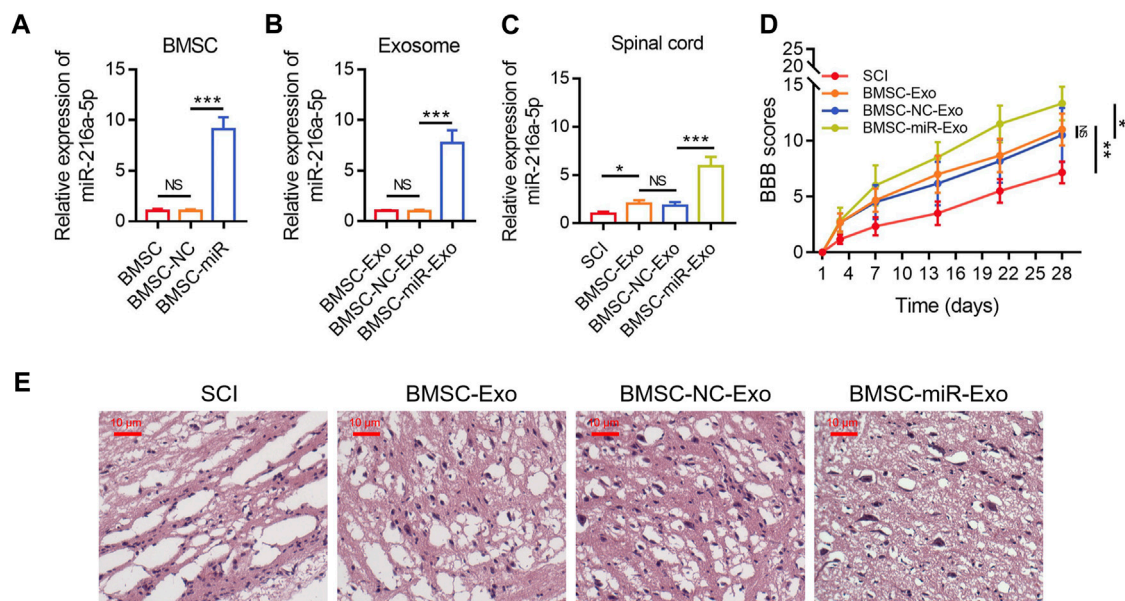 A
BMSC
Relative expression of
miR-216a-5p
15
10
5
0
NS
***
BMSC
BMSC-NC
BMSC-miR
B
Exosome
Relative expression of
miR-216a-5p
15
10
5
0
NS
***
BMSC-Exo
BMSC-NC-Exo
BMSC-miR-Exo
C
Spinal cord
Relative expression of
miR-216a-5p
15
10
5
0
*
NS
***
SCI
BMSC-Exo
BMSC-NC-Exo
BMSC-miR-Exo
D
BBB scores
25
20
15
10
5
0
SCI
BMSC-Exo
BMSC-NC-Exo
BMSC-miR-Exo
NS
**
*
1 4 7 10 13 16 19 22 25 28
Time (days)
E
SCI
BMSC-Exo
BMSC-NC-Exo
BMSC-miR-Exo
10 μm
10 μm
10 μm
10 μm